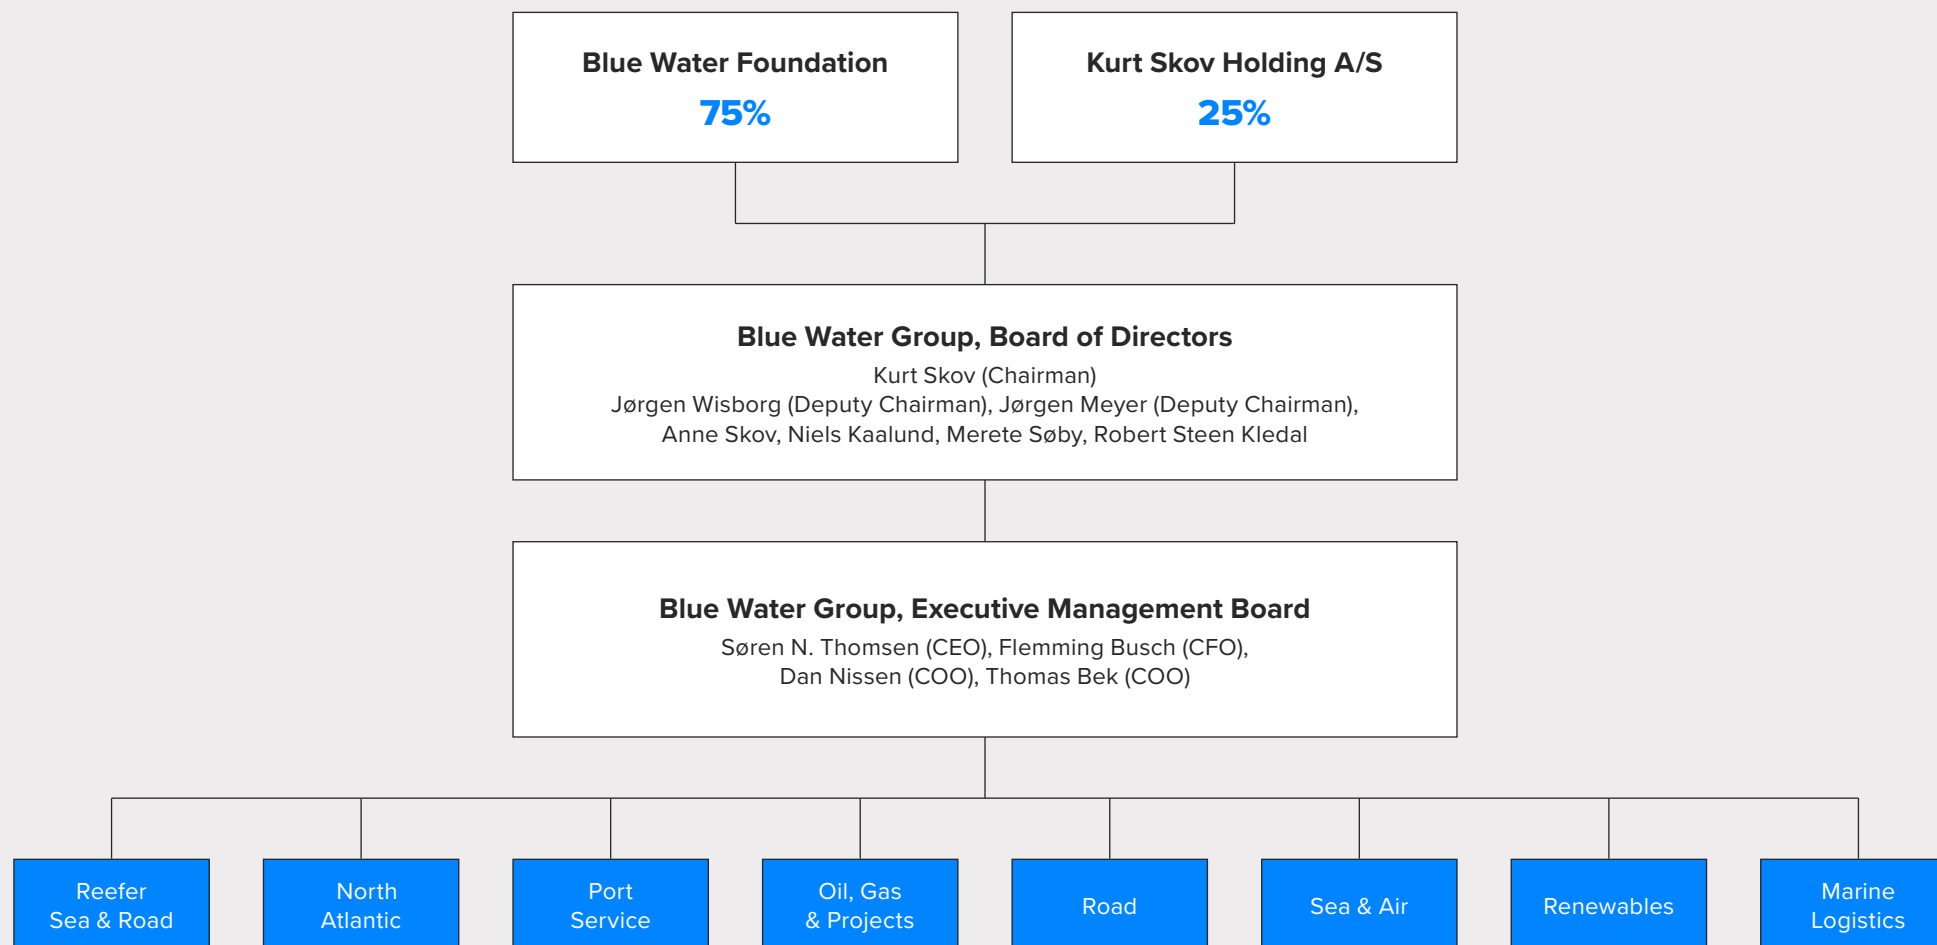 Blue Water Foundation
75%
Kurt Skov Holding A/S
25%
Blue Water Group, Board of Directors
Kurt Skov (Chairman)
Jørgen Wisborg (Deputy Chairman), Jørgen Meyer (Deputy Chairman),
Anne Skov, Niels Kaalund, Merete Søby, Robert Steen Kledal
Blue Water Group, Executive Management Board
Søren N. Thomsen (CEO), Flemming Busch (CFO),
Dan Nissen (COO), Thomas Bek (COO)
Reefer
Sea & Road
North
Atlantic
Port
Service
Oil, Gas
& Projects
Road
Sea & Air
Renewables
Marine
Logistics